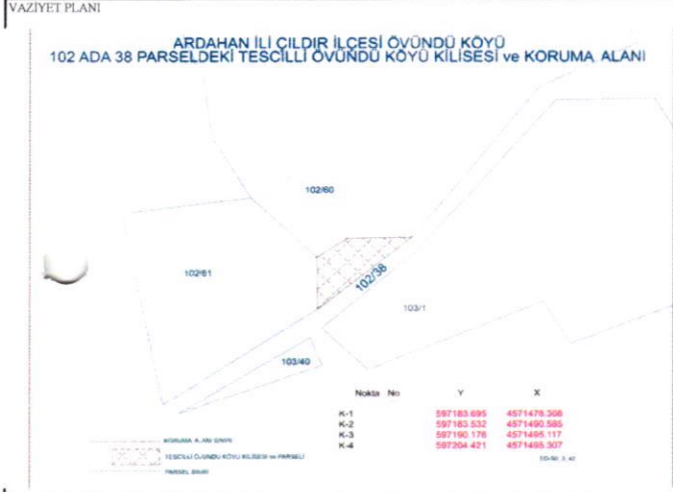 VAZİYET PLANI
ARDAHAN İLİ ÇILDIR İLÇESİ ÖVÜNDÜ KÖYÜ
102 ADA 38 PARSELDEKİ TESCİLLİ ÖVÜNDÜ KÖYÜ KİLİSESİ ve KORUMA ALANI
102/60
102/61
102/38
103/1
103/40
Nokta No Y X
K-1 597183.695 4571478.308
K-2 597183.532 4571490.585
K-3 597190.176 4571495.117
K-4 597204.421 4571495.307
KORUMA ALANI SINIRI
TESCİLLİ ÖVÜNDÜ KÖYÜ KİLİSESİ ve PARSELİ
PARSEL SINIRI